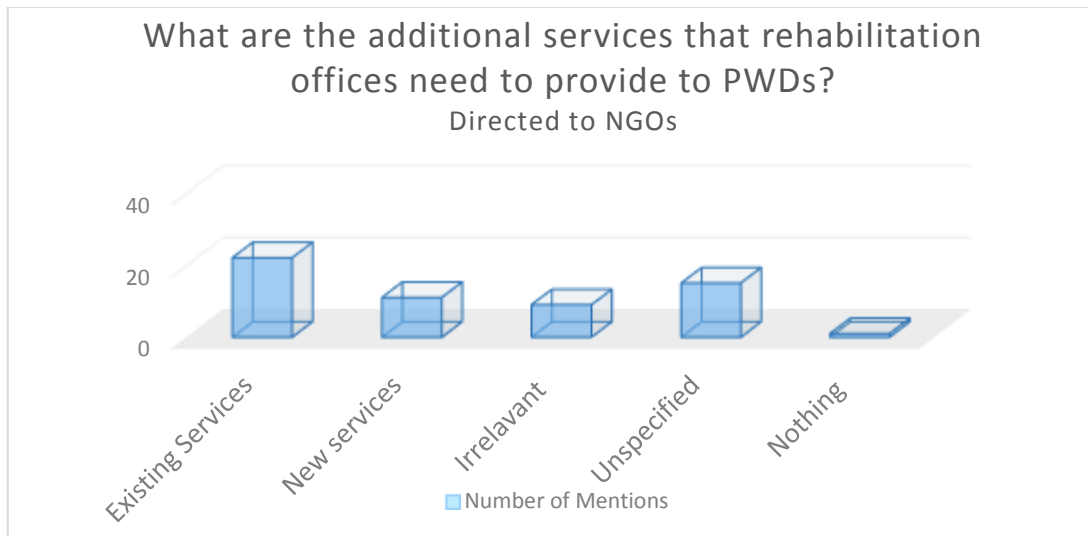 What are the additional services that rehabilitation
offices need to provide to PWDs?
Directed to NGOs
40
20
0
Existing Services
New services
Irrelavant
Unspecified
Nothing
Number of Mentions